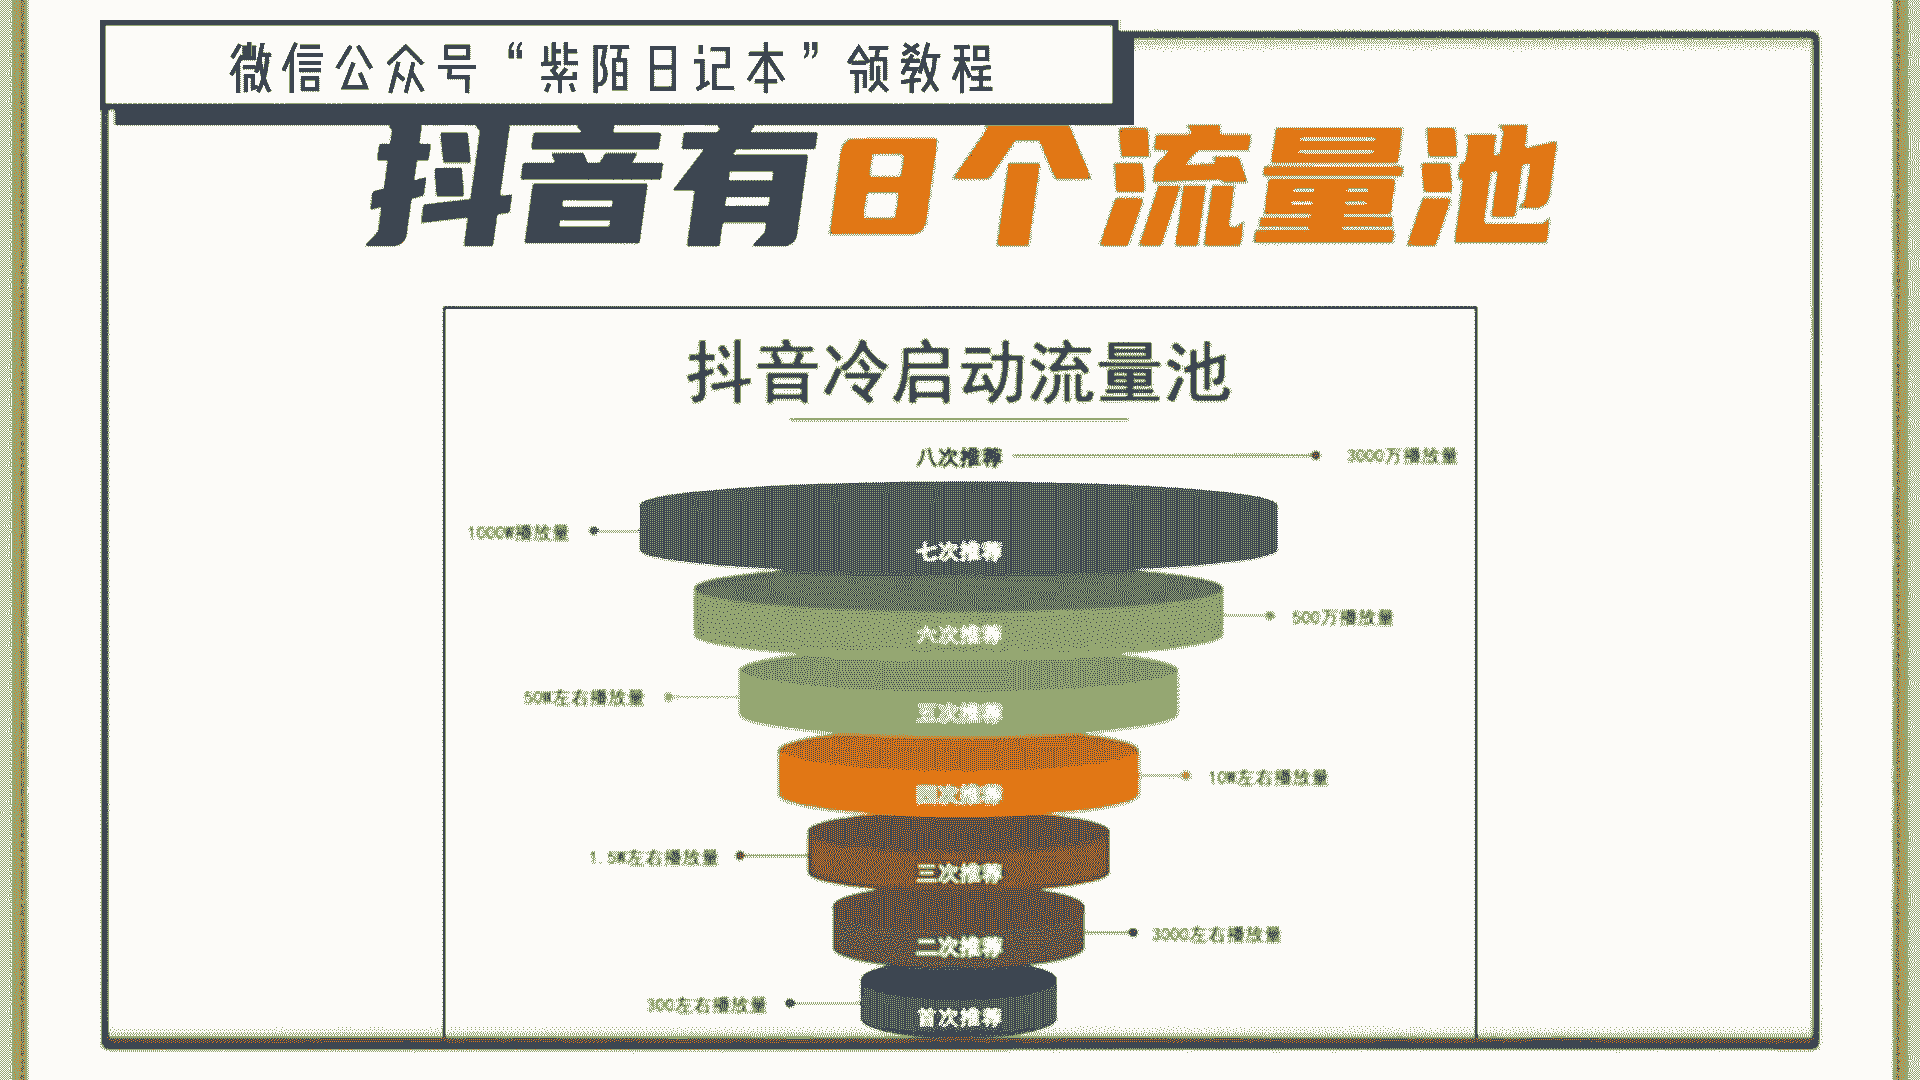 微信公众号“紫陌日记本”领教程
抖音有8个流量池
抖音冷启动流量池
八次推荐
3000万播放量
1000W播放量
七次推荐
六次推荐
500万播放量
50W左右播放量
五次推荐
四次推荐
10W左右播放量
1.5W左右播放量
三次推荐
二次推荐
3000左右播放量
300左右播放量
首次推荐